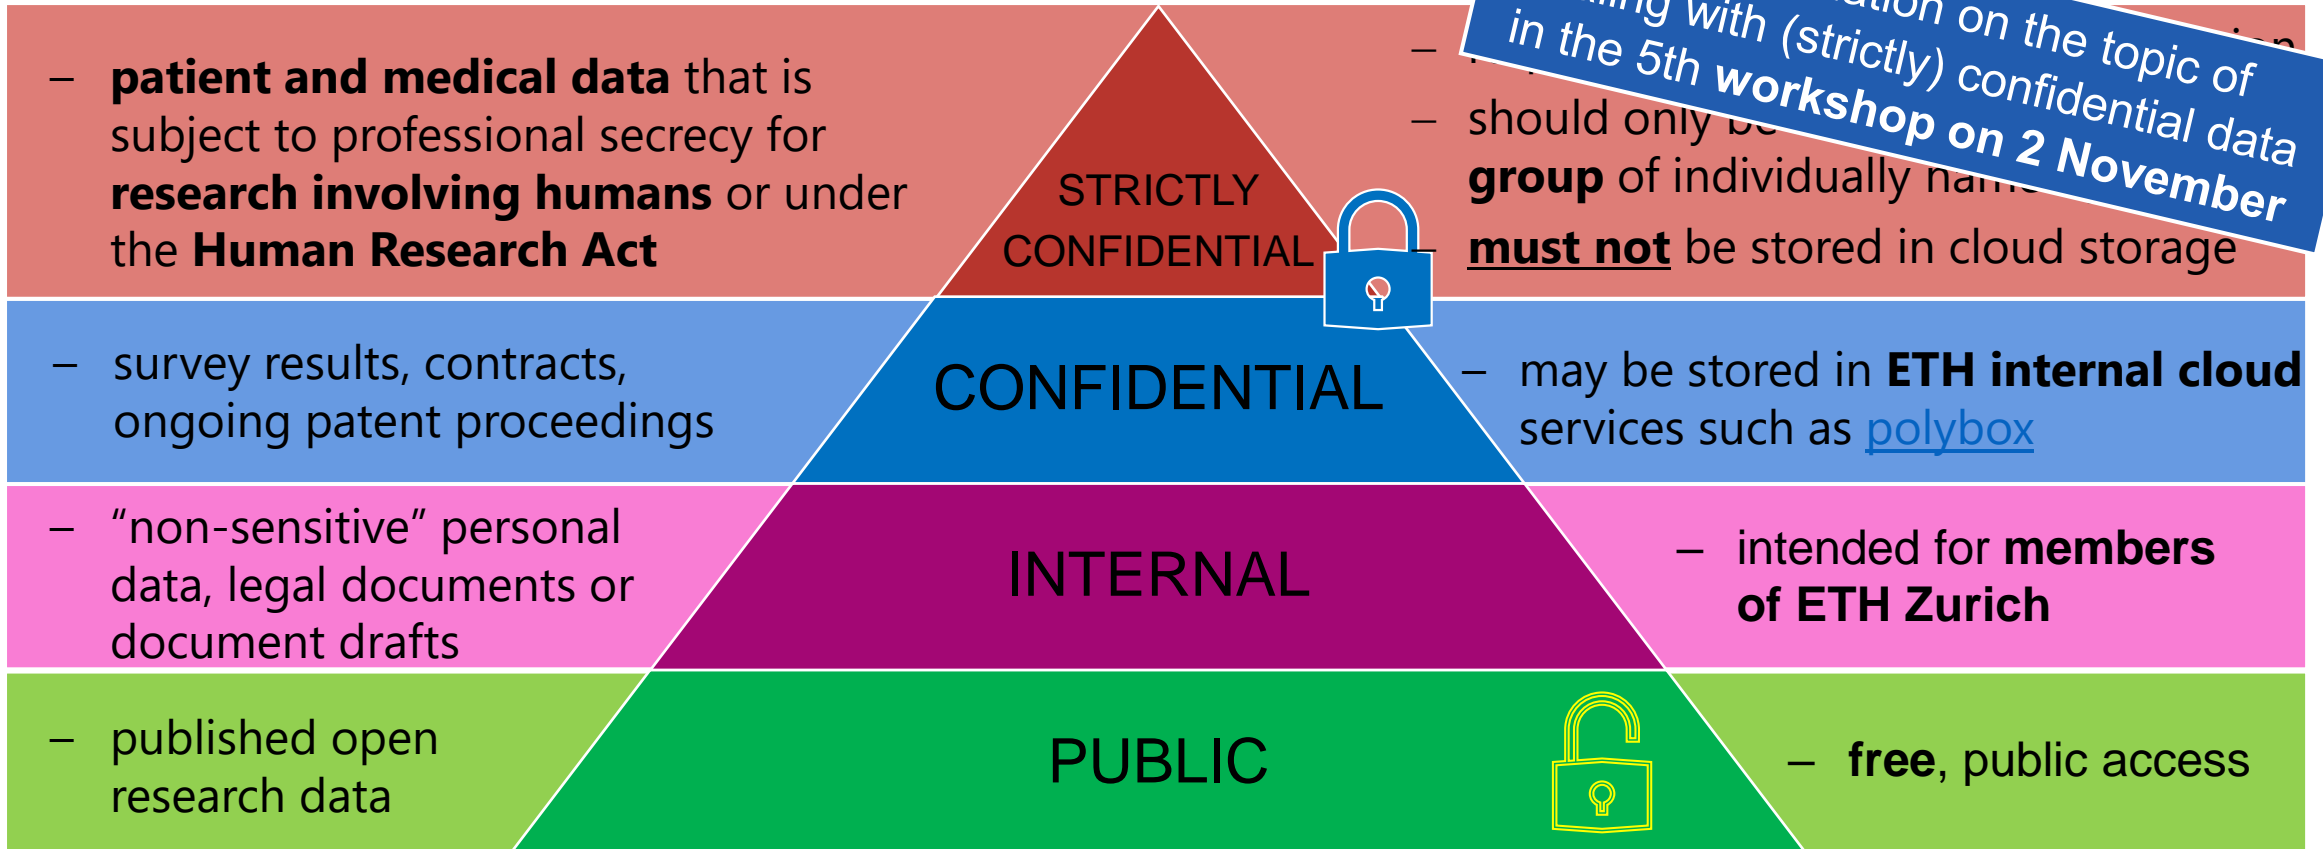 – patient and medical data that is
subject to professional secrecy for
research involving humans or under
the Human Research Act
STRICTLY
CONFIDENTIAL
–
– should only be
group of individually
– must not be stored in cloud storage
on the topic of
with (strictly) confidential data
in the 5th workshop on 2 November
– survey results, contracts,
ongoing patent proceedings
CONFIDENTIAL
– may be stored in ETH internal cloud
services such as polybox
– “non-sensitive” personal
data, legal documents or
document drafts
INTERNAL
– intended for members
of ETH Zurich
– published open
research data
PUBLIC
– free, public access